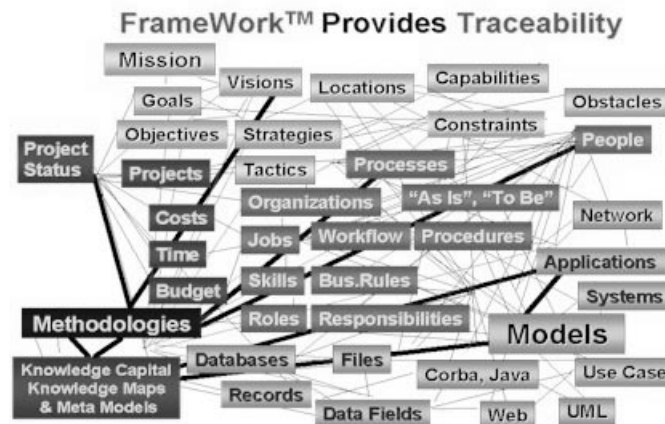 FrameWork™ Provides Traceability
Mission
Visions
Locations
Capabilities
Goals
Obstacles
Objectives
Strategies
Constraints
People
Project
Status
Projects
Tactics
Processes
Organizations
“As Is”, “To Be”
Costs
Network
Jobs
Workflow
Procedures
Time
Applications
Skills
Bus.Rules
Budget
Systems
Methodologies
Roles
Responsibilities
Models
Knowledge Capital
Knowledge Maps
& Meta Models
Databases
Files
Corba, Java
Use Case
Records
Data Fields
Web
UML